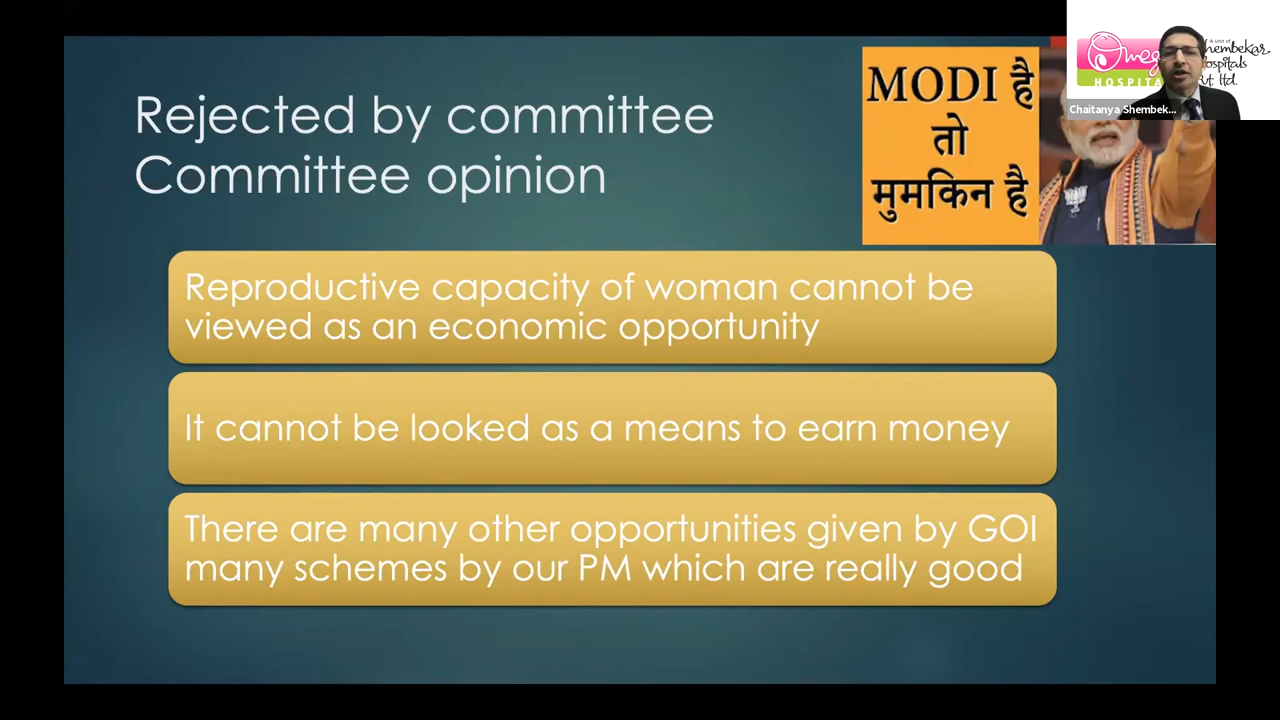 Rejected by committee
Committee opinion
MODI है
तो
मुमकिन है
A Unit of
HOSPITA
Chaitanya Shembek...
Reproductive capacity of woman cannot be
viewed as an economic opportunity
It cannot be looked as a means to earn money
There are many other opportunities given by GOI
many schemes by our PM which are really good